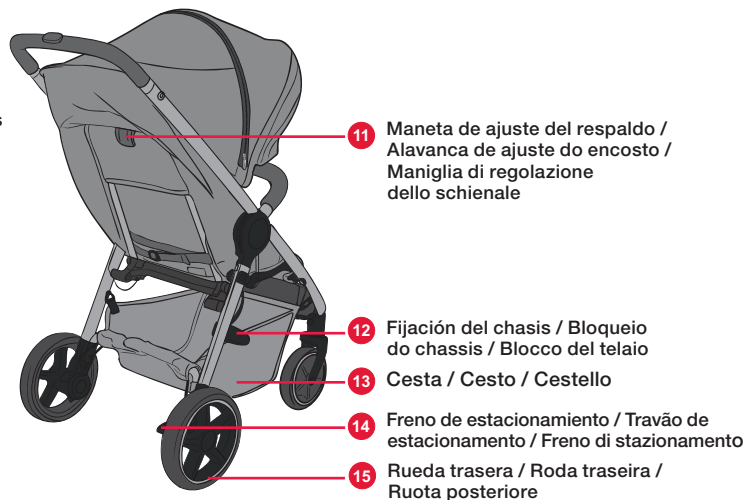 s
11 Maneta de ajuste del respaldo /
Alavanca de ajuste do encosto /
Maniglia di regolazione
dello schienale
12 Fijación del chasis / Bloqueio
do chassis / Blocco del telaio
13 Cesta / Cesto / Cestello
14 Freno de estacionamiento / Travão de
estacionamento / Freno di stazionamento
15 Rueda trasera / Roda traseira /
Ruota posteriore